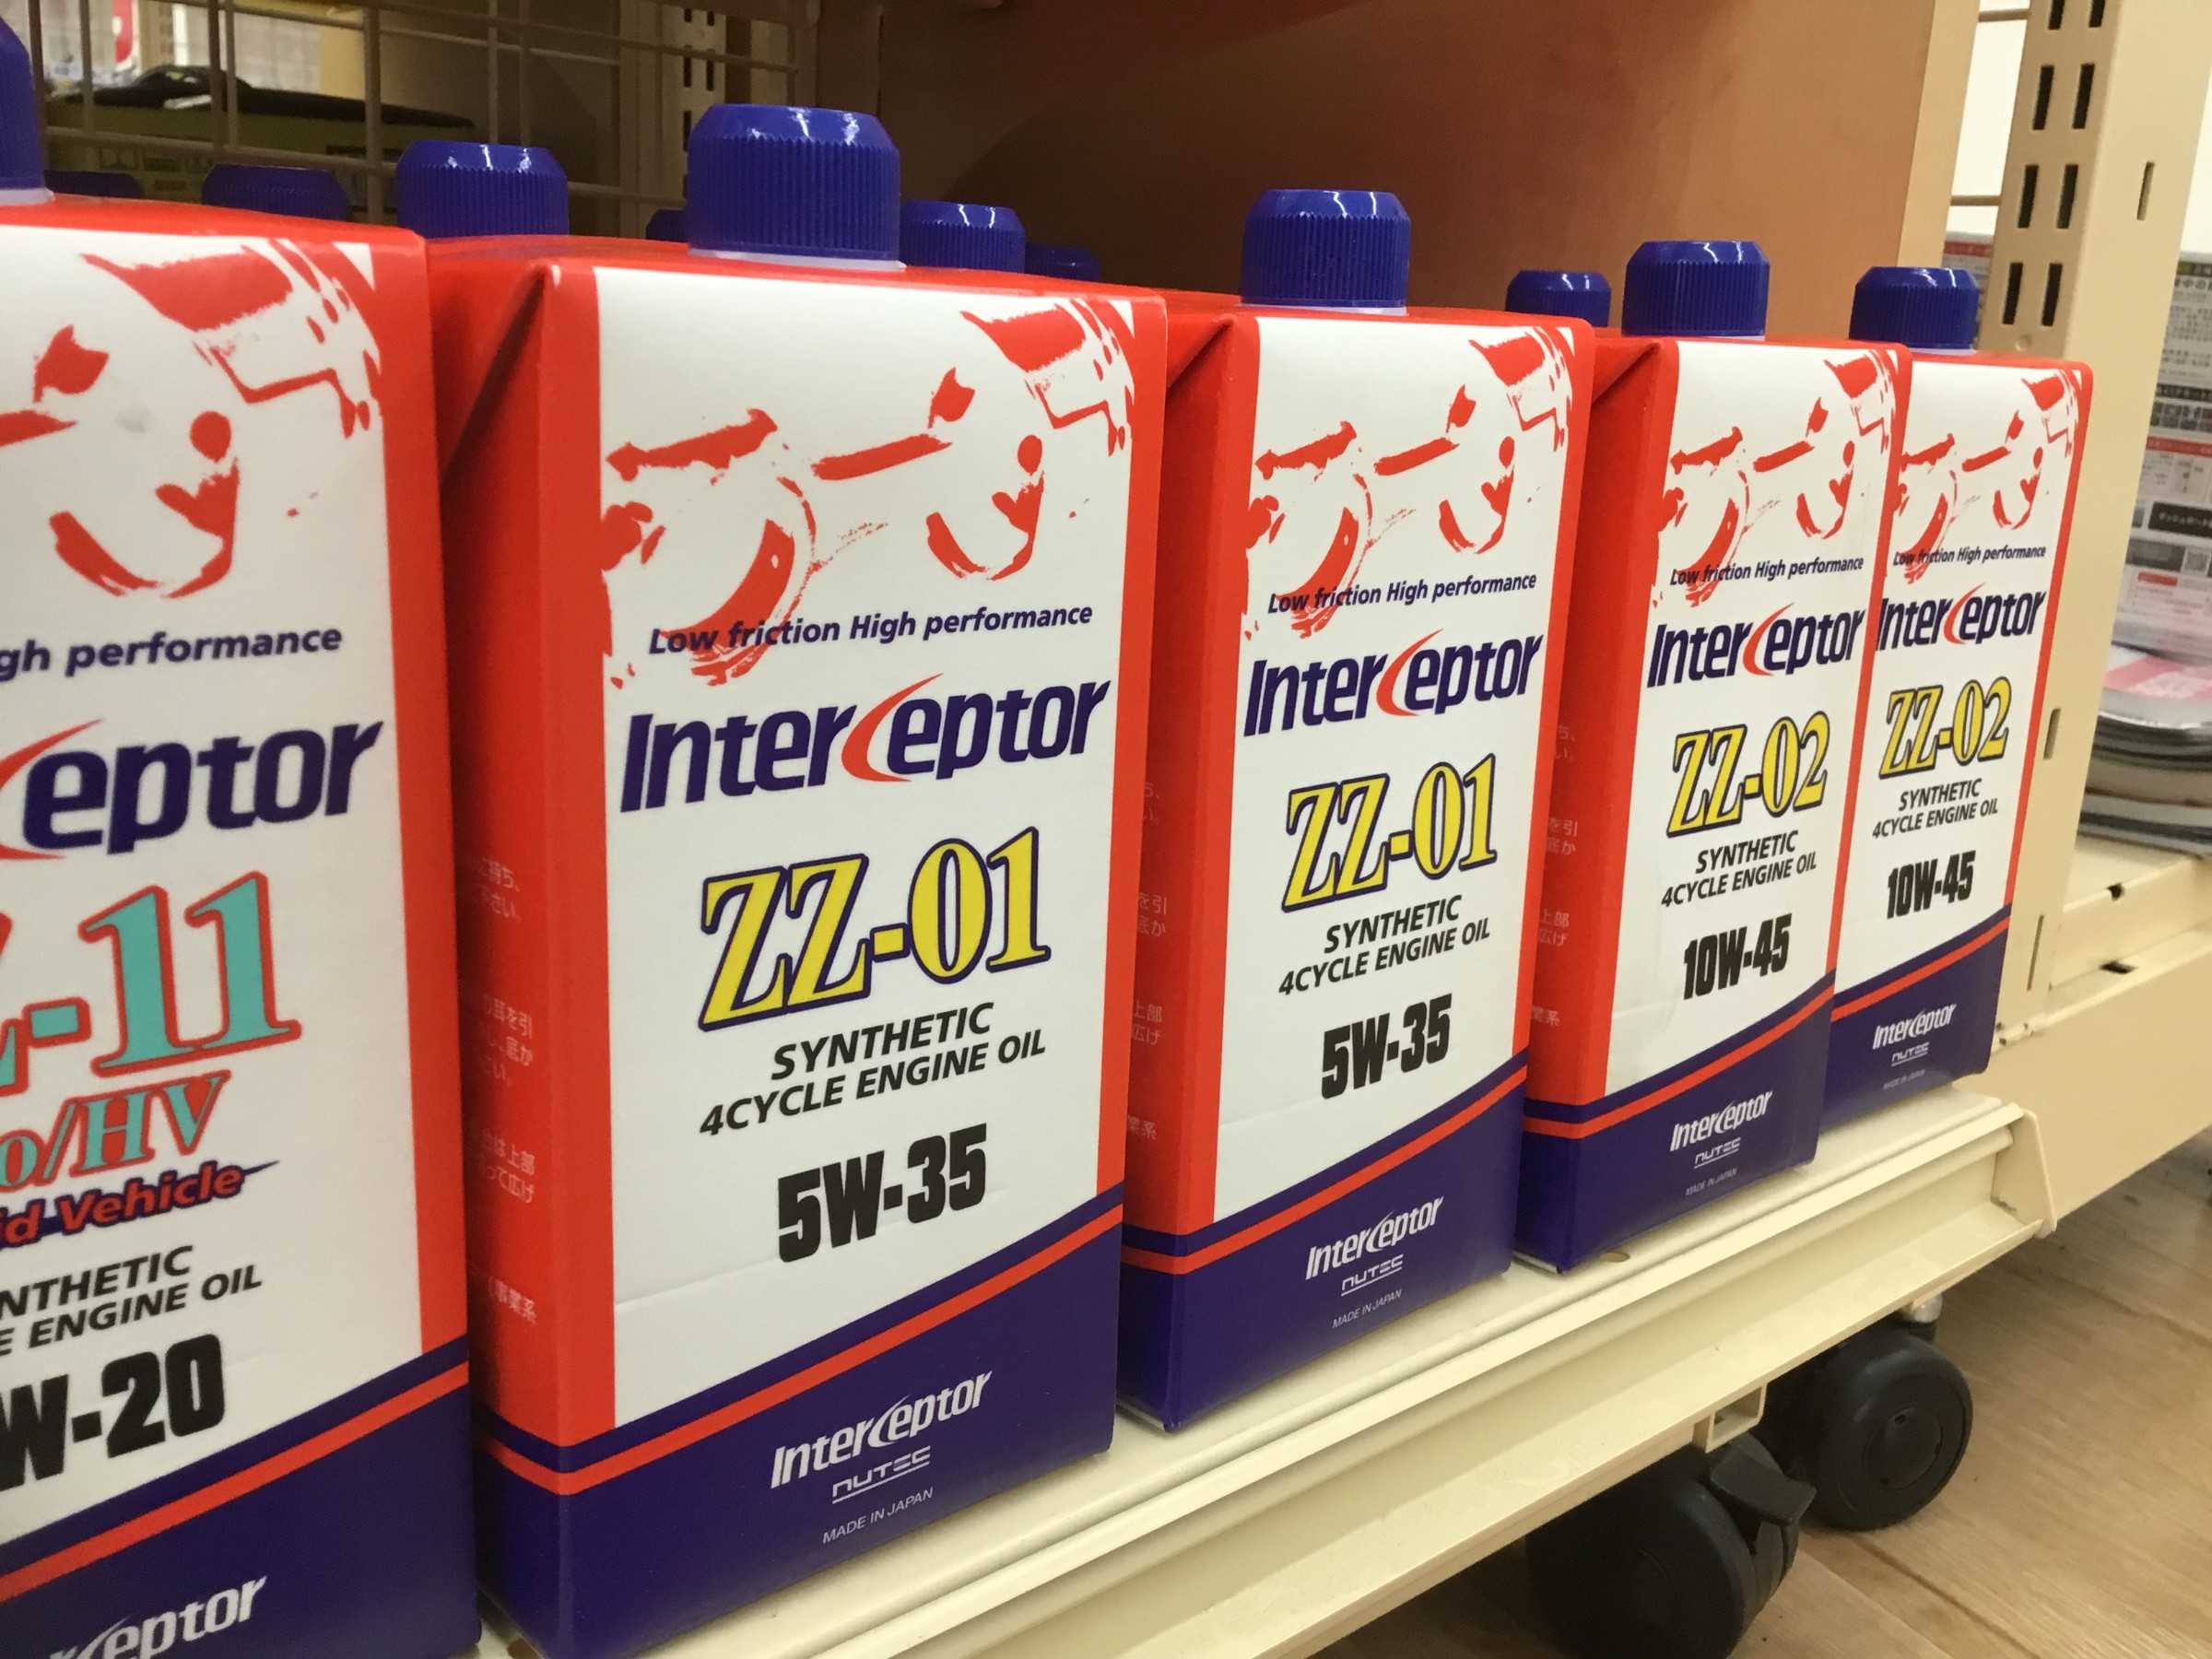 gh performance
eptor
-11
o/HV
id Vehicle
NTHETIC
E ENGINE OIL
W-20
eptor
Low friction High performance
Interceptor
ZZ-01
SYNTHETIC
4CYCLE ENGINE OIL
5W-35
Interceptor
NUTEC
MADE IN JAPAN
Low friction High performance
Interceptor
ZZ-01
SYNTHETIC
4CYCLE ENGINE OIL
5W-35
Interceptor
NUTEC
MADE IN JAPAN
Low friction High performance
Interceptor
ZZ-02
SYNTHETIC
4CYCLE ENGINE OIL
10W-45
Interceptor
NUTEC
MADE IN JAPAN
Low friction High performance
Interceptor
ZZ-02
SYNTHETIC
4CYCLE ENGINE OIL
10W-45
Interceptor
NUTEC
MADE IN JAPAN